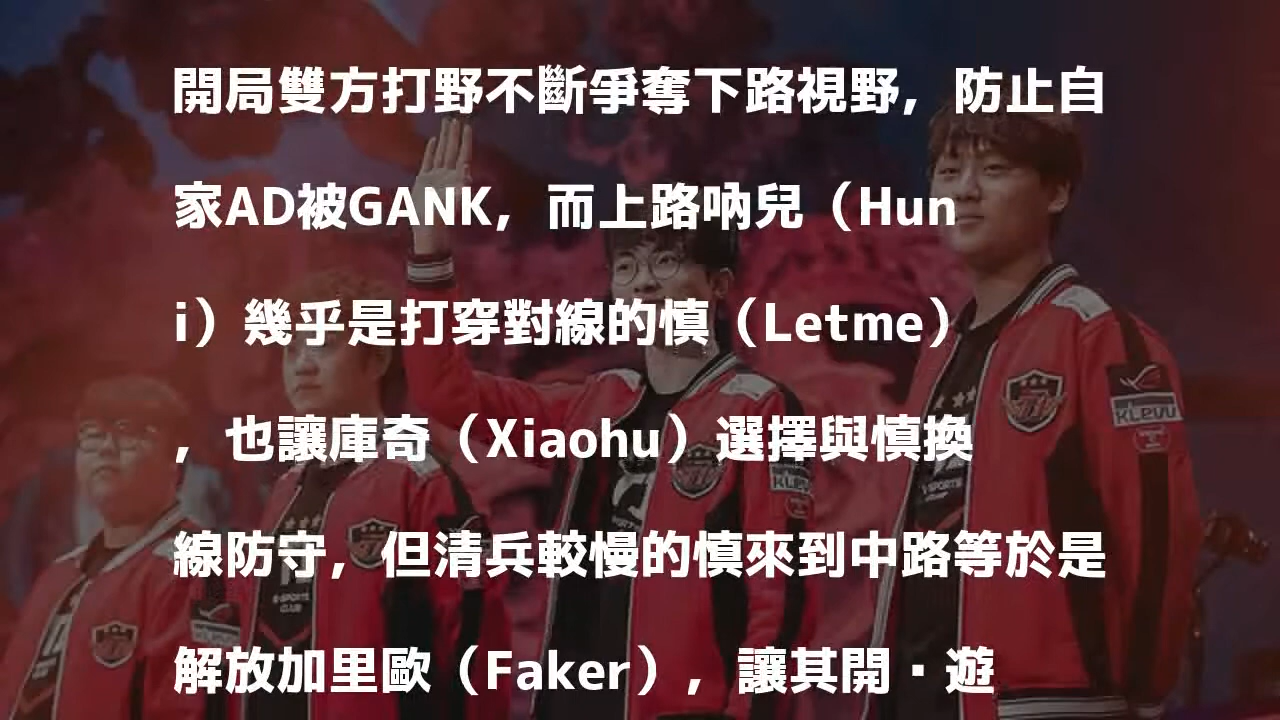 開局雙方打野不斷爭奪下路視野，防止自
家AD被GANK，而上路吶兒（Hun
i）幾乎是打穿對線的慎（Letme）
，也讓庫奇（Xiaohu）選擇與慎換
線防守，但清兵較慢的慎來到中路等於是
解放加里歐（Faker），讓其開·遊
KLEVV
KLEVV
E-SPORTS
CLUB